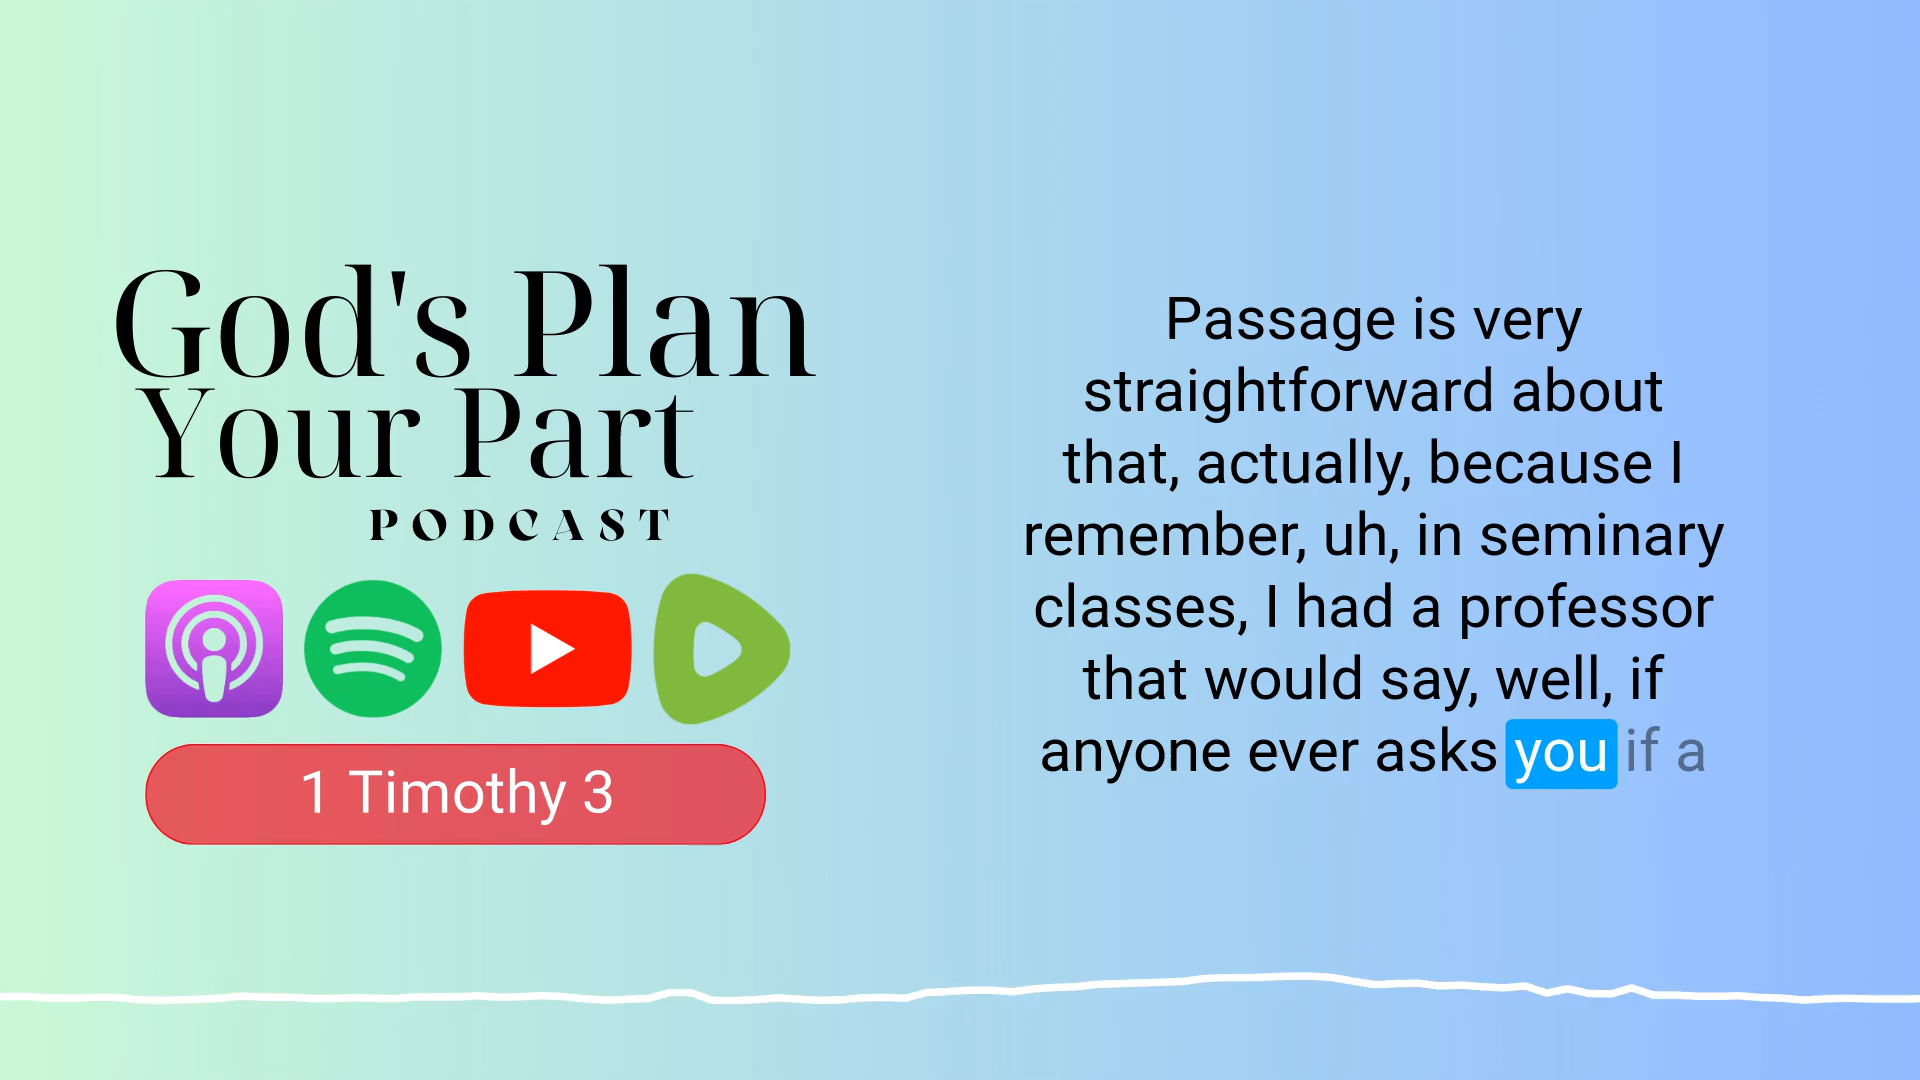 God's Plan
Your Part
PODCAST
1 Timothy 3
Passage is very
straightforward about
that, actually, because I
remember, uh, in seminary
classes, I had a professor
that would say, well, if
anyone ever asks you if a